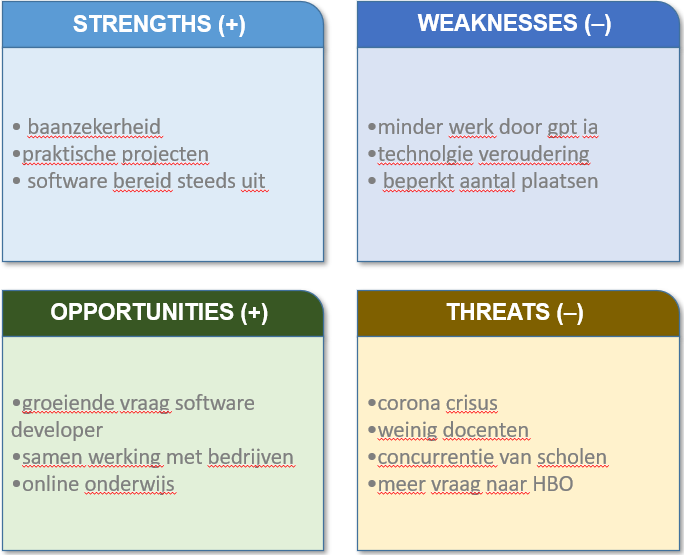 STRENGTHS (+)
• baanzekerheid
•praktische projecten
• software bereid steeds uit
WEAKNESSES (–)
•minder werk door gpt ia
•technolgie veroudering
• beperkt aantal plaatsen
OPPORTUNITIES (+)
•groeiende vraag software
developer
•samen werking met bedrijven
•online onderwijs
THREATS (–)
•corona crisus
•weinig docenten
•concurrentie van scholen
•meer vraag naar HBO